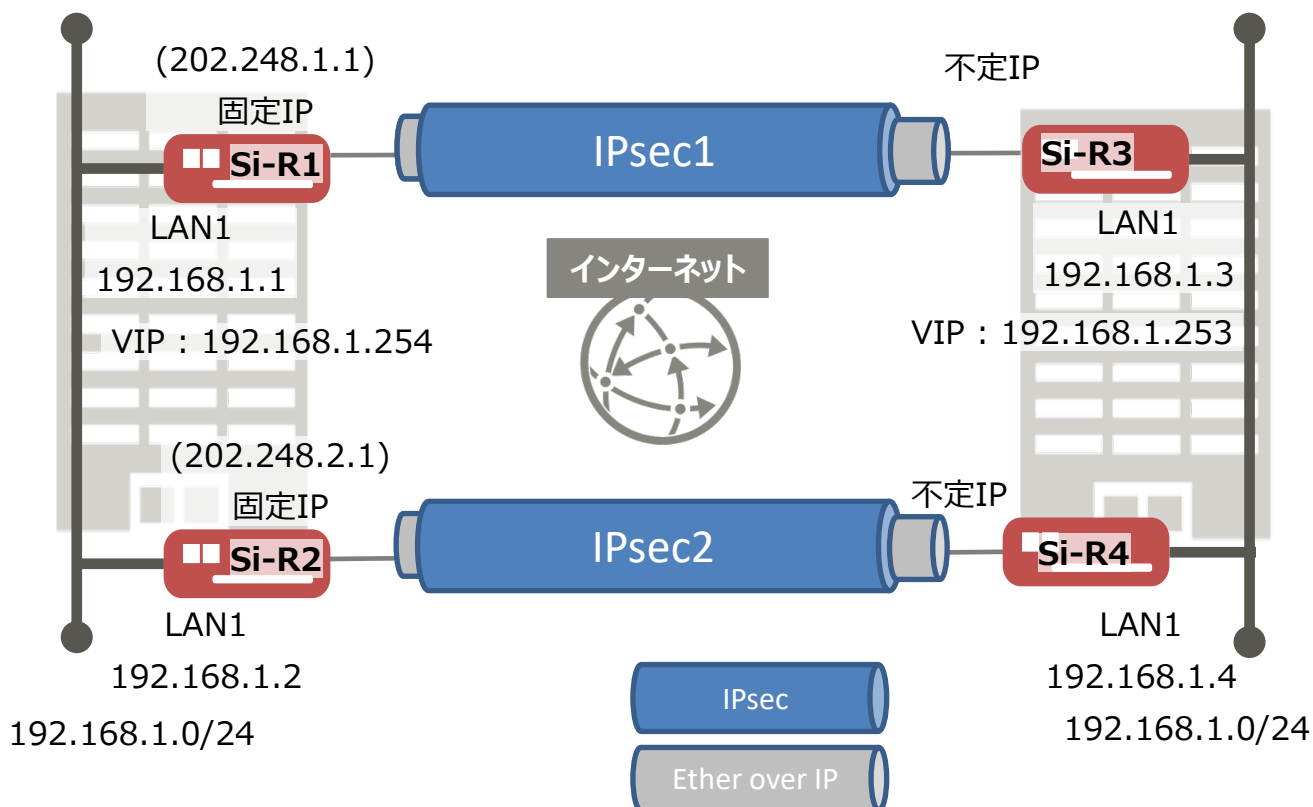 (202.248.1.1)
固定IP
不定IP
Si-R1
IPsec1
Si-R3
LAN1
192.168.1.1
VIP : 192.168.1.254
インターネット
LAN1
192.168.1.3
VIP : 192.168.1.253
(202.248.2.1)
固定IP
不定IP
Si-R2
IPsec2
Si-R4
LAN1
192.168.1.2
192.168.1.0/24
LAN1
192.168.1.4
192.168.1.0/24
IPsec
Ether over IP